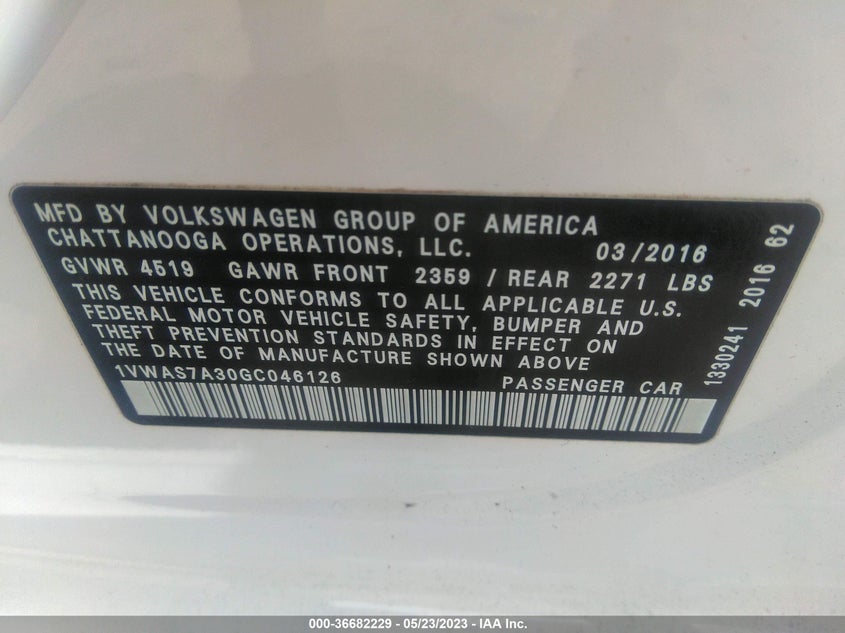 MFD BY VOLKSWAGEN GROUP OF AMERICA
CHATTANOOGA OPERATIONS, LLC. 03/2016
GVWR 4519 GAWR FRONT 2359 / REAR 2271 LBS
THIS VEHICLE CONFORMS TO ALL APPLICABLE U.S.
FEDERAL MOTOR VEHICLE SAFETY, BUMPER AND
THEFT PREVENTION STANDARDS IN EFFECT ON
THE DATE OF MANUFACTURE SHOWN ABOVE
1VWAS7A30GC046126 PASSENGER CAR
1330241 2016 62
000-36682229 - 05/23/2023 - IAA Inc.